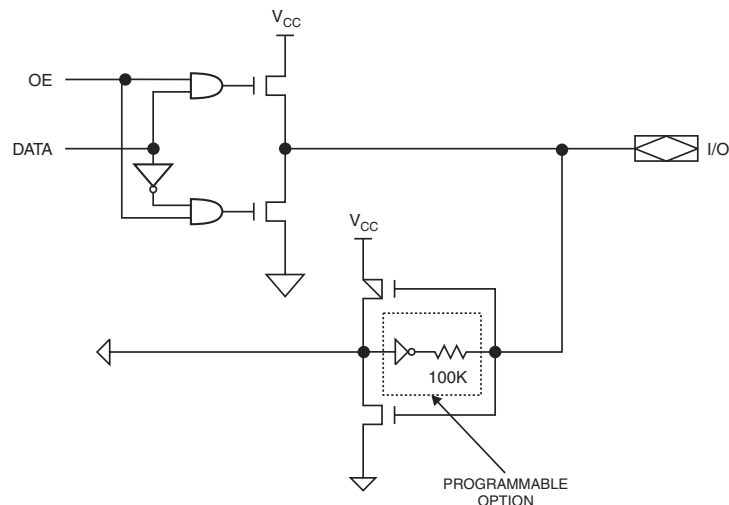 V_CC
OE
DATA
I/O
V_CC
100K
PROGRAMMABLE
OPTION